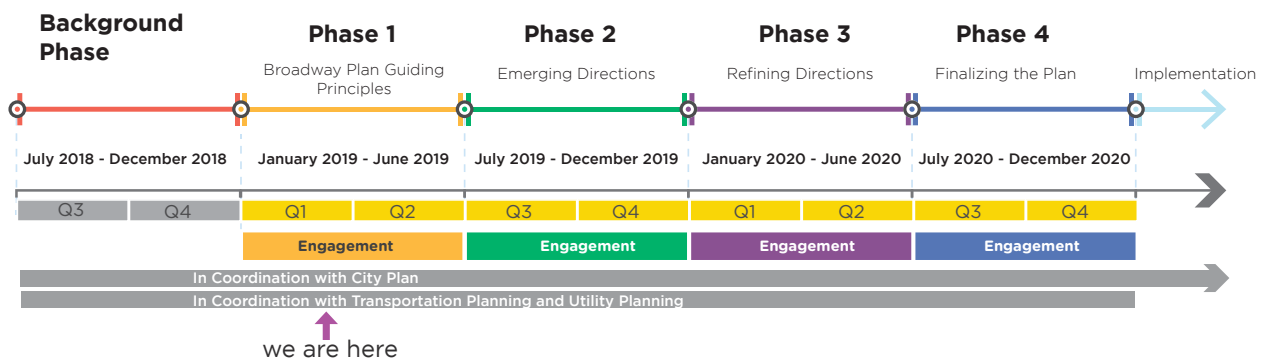 Background
Phase
Phase 1
Phase 2
Phase 3
Phase 4
Broadway Plan Guiding
Principles
Emerging Directions
Refining Directions
Finalizing the Plan
Implementation
July 2018 - December 2018
January 2019 - June 2019
July 2019 - December 2019
January 2020 - June 2020
July 2020 - December 2020
Q3
Q4
Q1
Q2
Q3
Q4
Q1
Q2
Q3
Q4
Engagement
Engagement
Engagement
Engagement
In Coordination with City Plan
In Coordination with Transportation Planning and Utility Planning
we are here